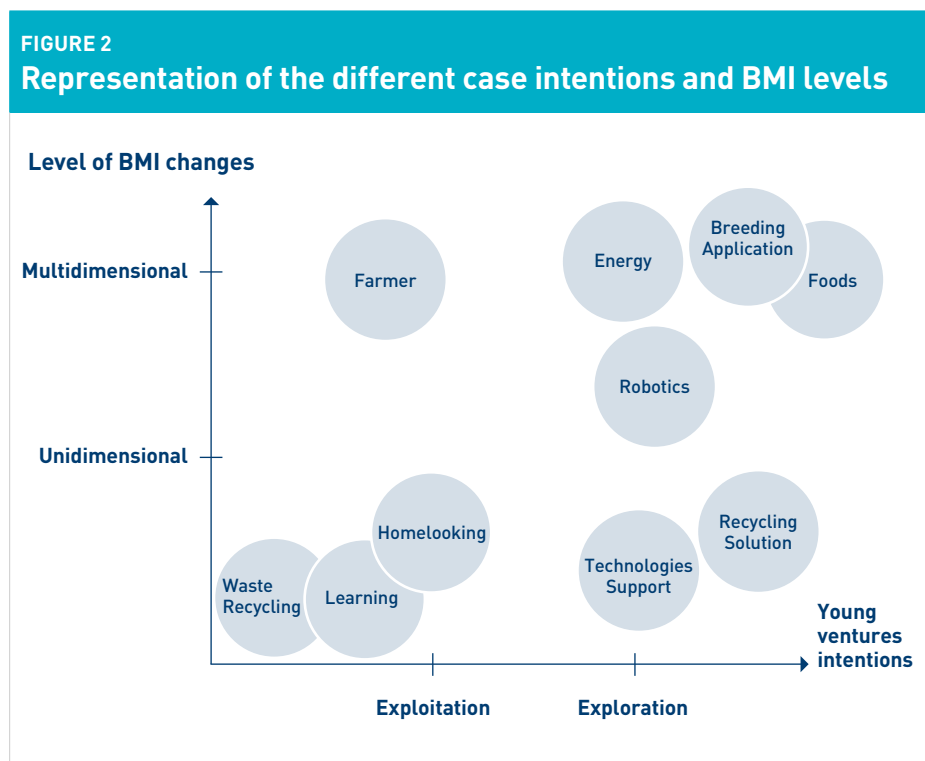 FIGURE 2
Representation of the different case intentions and BMI levels
Level of BMI changes
Multidimensional
Unidimensional
Farmer
Energy
Breeding
Application
Foods
Robotics
Homelooking
Waste
Recycling
Learning
Technologies
Support
Recycling
Solution
Young
ventures
intentions
Exploitation
Exploration